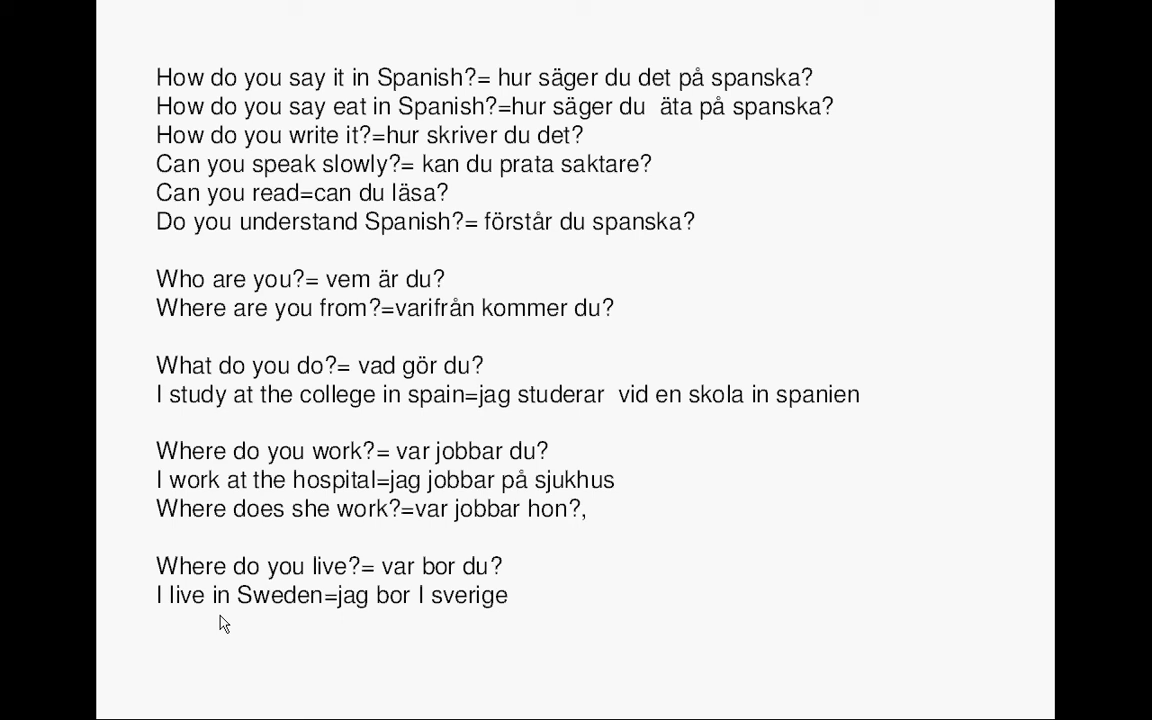 How do you say it in Spanish?= hur säger du det på spanska?
How do you say eat in Spanish?=hur säger du  äta på spanska?
How do you write it?=hur skriver du det?
Can you speak slowly?= kan du prata saktare?
Can you read=can du läsa?
Do you understand Spanish?= förstår du spanska?
Who are you?= vem är du?
Where are you from?=varifrån kommer du?
What do you do?= vad gör du?
I study at the college in spain=jag studerar  vid en skola in spanien
Where do you work?= var jobbar du?
I work at the hospital=jag jobbar på sjukhus
Where does she work?=var jobbar hon?,
Where do you live?= var bor du?
I live in Sweden=jag bor I sverige